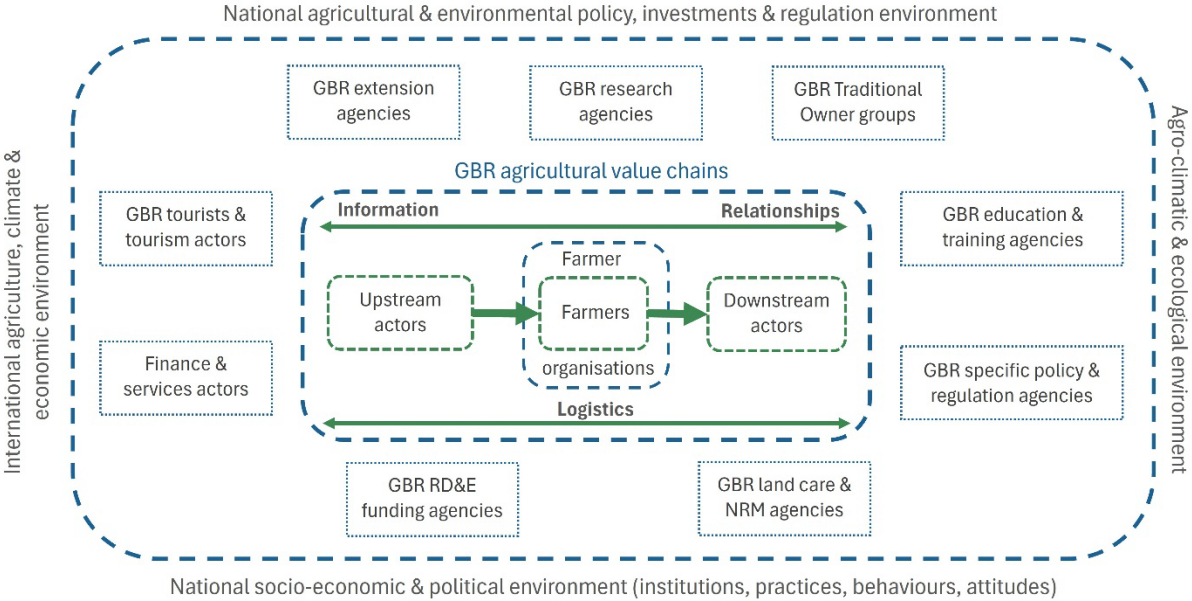 National agricultural & environmental policy, investments & regulation environment
GBR extension
agencies
GBR research
agencies
GBR Traditional
Owner groups
International agriculture, climate &
economic environment
Agro-climatic & ecological environment
GBR agricultural value chains
GBR tourists &
tourism actors
Information
Relationships
GBR education &
training agencies
Farmer
Upstream
actors
Farmers
Downstream
actors
organisations
Finance &
services actors
GBR specific policy &
regulation agencies
Logistics
GBR RD&E
funding agencies
GBR land care &
NRM agencies
National socio-economic & political environment (institutions, practices, behaviours, attitudes)